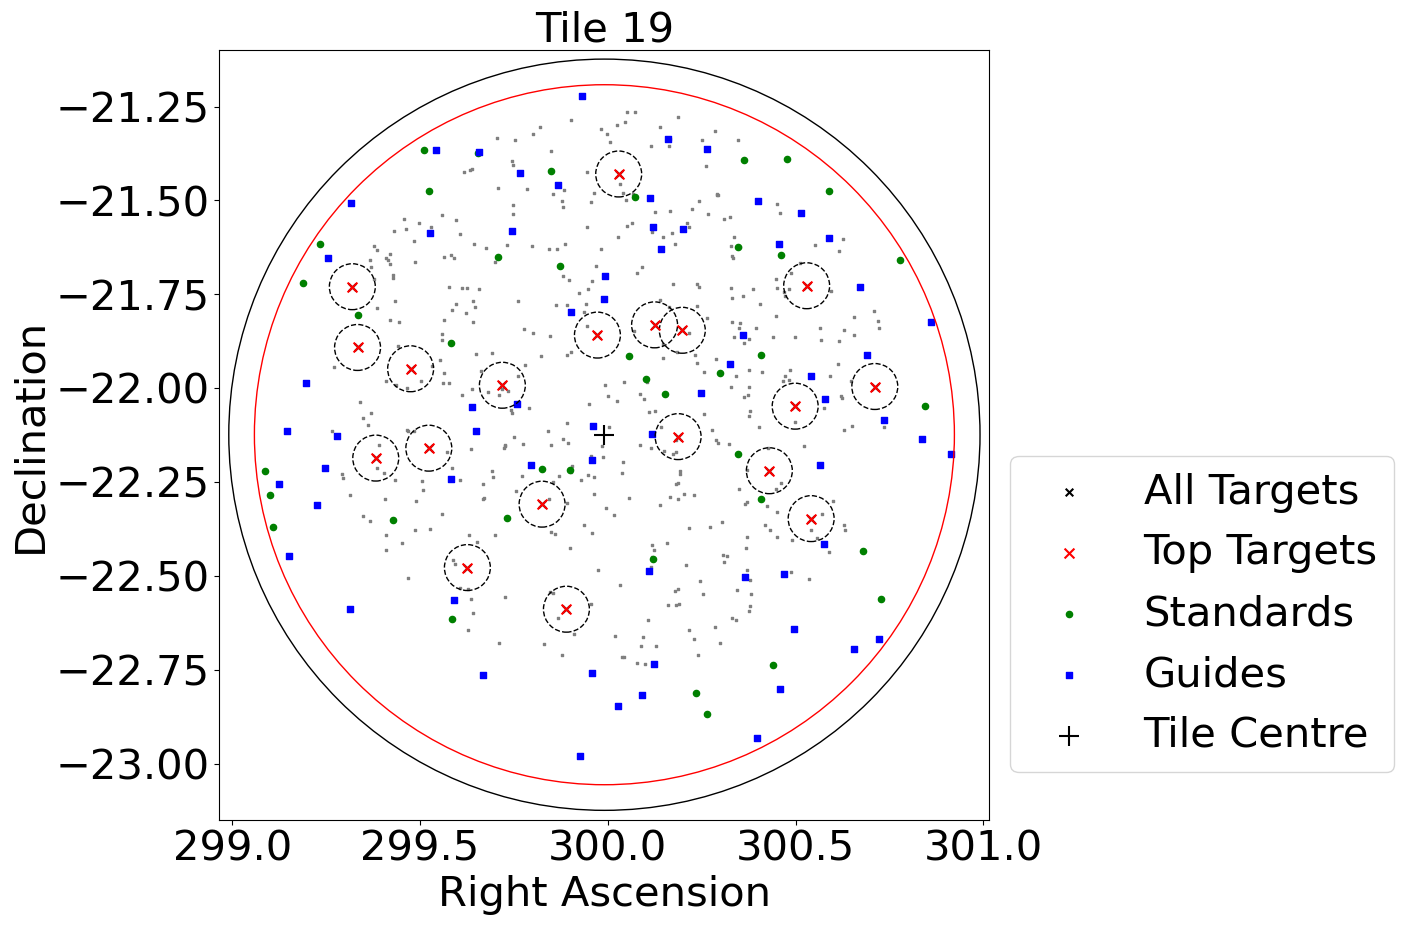 Tile 19
−21.25
−21.50
−21.75
−22.00
−22.25
−22.50
−22.75
−23.00
Declination
299.0 299.5 300.0 300.5 301.0
Right Ascension
All Targets
Top Targets
Standards
Guides
Tile Centre